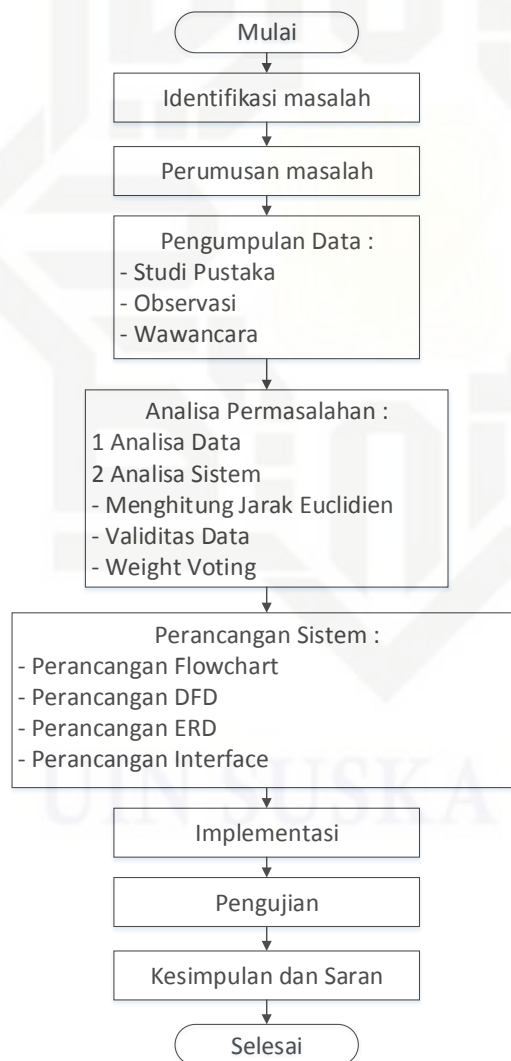 Mulai
Identifikasi masalah
Perumusan masalah
Pengumpulan Data :
- Studi Pustaka
- Observasi
- Wawancara
Analisa Permasalahan :
1 Analisa Data
2 Analisa Sistem
- Menghitung Jarak Euclidien
- Validitas Data
- Weight Voting
Perancangan Sistem :
- Perancangan Flowchart
- Perancangan DFD
- Perancangan ERD
- Perancangan Interface
UIN SUSKA
Implementasi
Pengujian
Kesimpulan dan Saran
Selesai